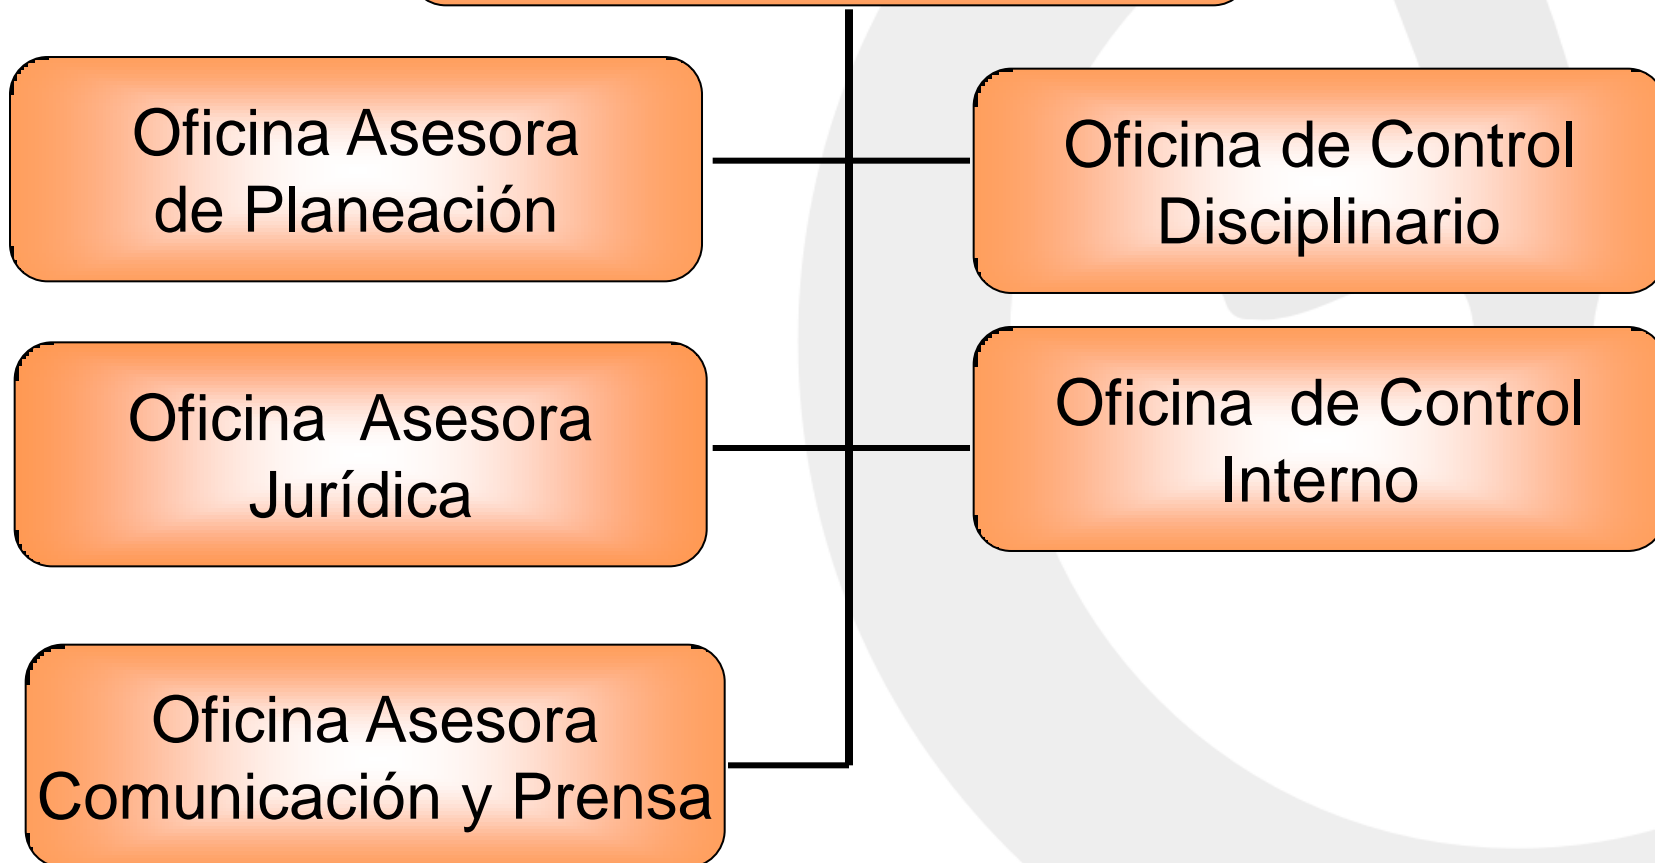 Oficina Asesora
de Planeación
Oficina de Control
Disciplinario
Oficina  Asesora
Jurídica
Oficina  de Control
Interno
Oficina Asesora
Comunicación y Prensa